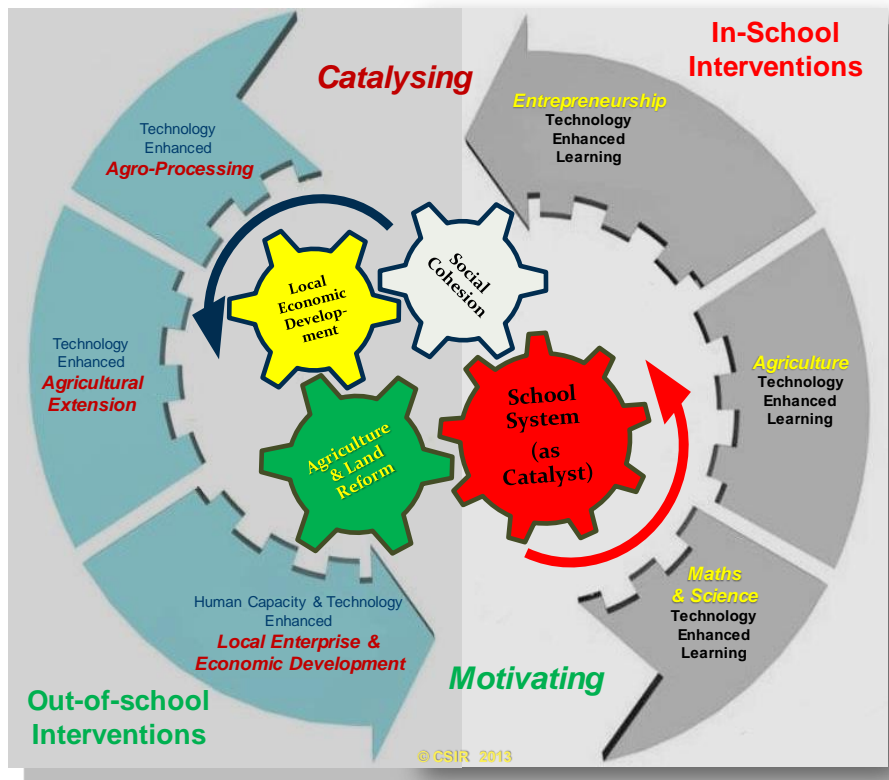 In-School
Interventions
Catalysing
Entrepreneurship
Technology
Enhanced
Learning
Technology
Enhanced
Agro-Processing
Social
Cohesion
Local
Economic
Develop-
ment
Technology
Enhanced
Agricultural
Extension
Agriculture
Technology
Enhanced
Learning
School
System
(as
Catalyst)
Agriculture
& Land
Reform
Maths
& Science
Technology
Enhanced
Learning
Human Capacity & Technology
Enhanced
Local Enterprise &
Economic Development
Motivating
Out-of-school
Interventions
© CSIR 2013